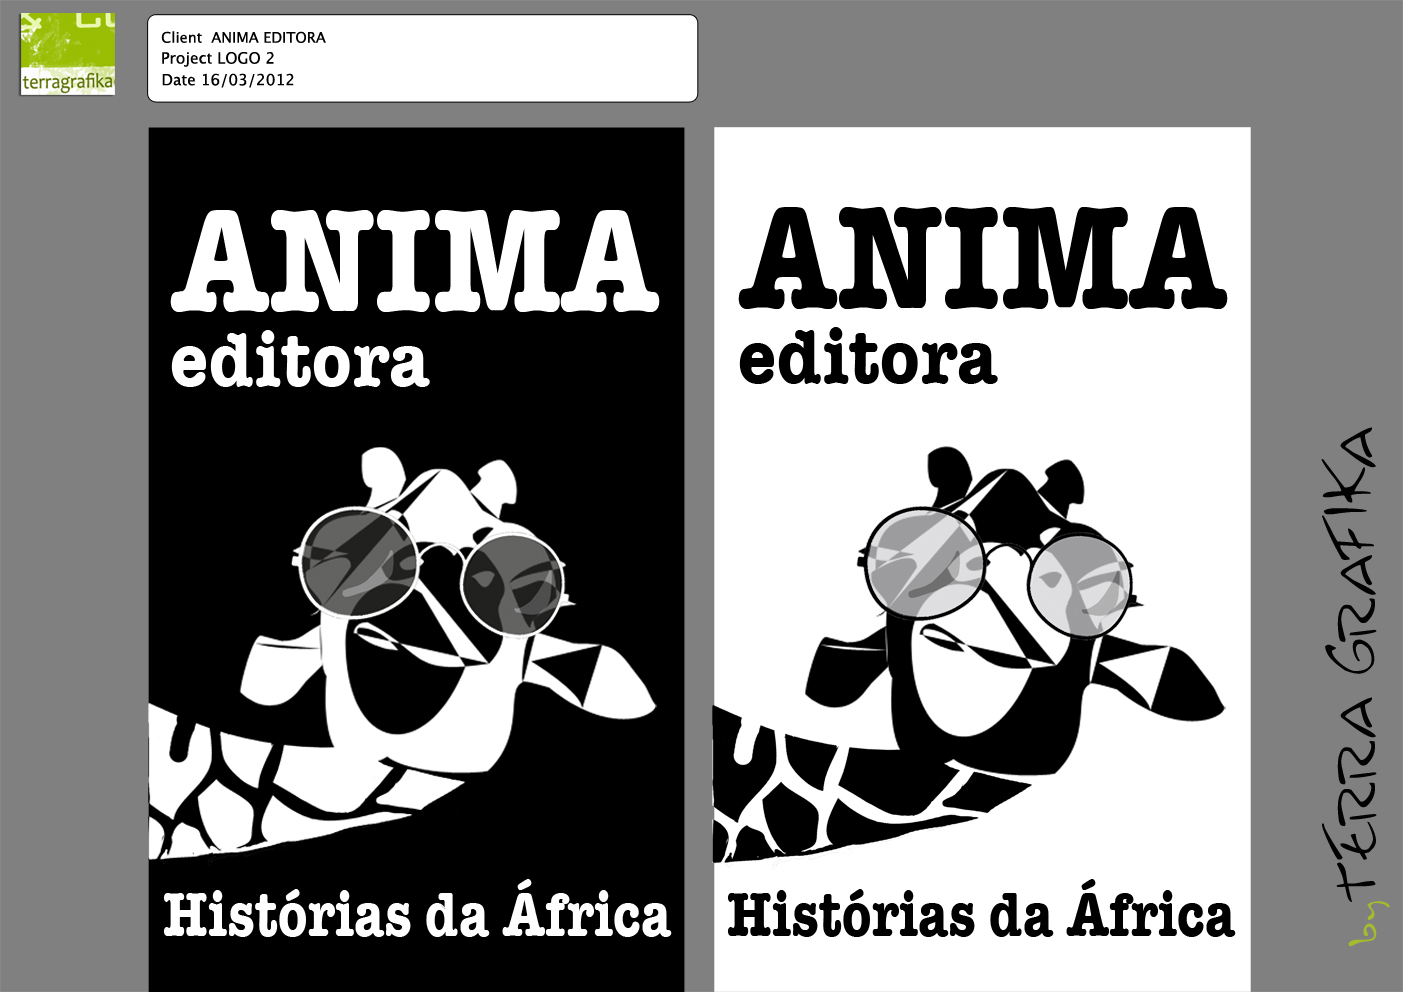 terragrafika
Client  ANIMA EDITORA
Project LOGO 2
Date 16/03/2012
ANIMA
editora
Histórias da África
ANIMA
editora
Histórias da África
by TERRA GRAFIKA